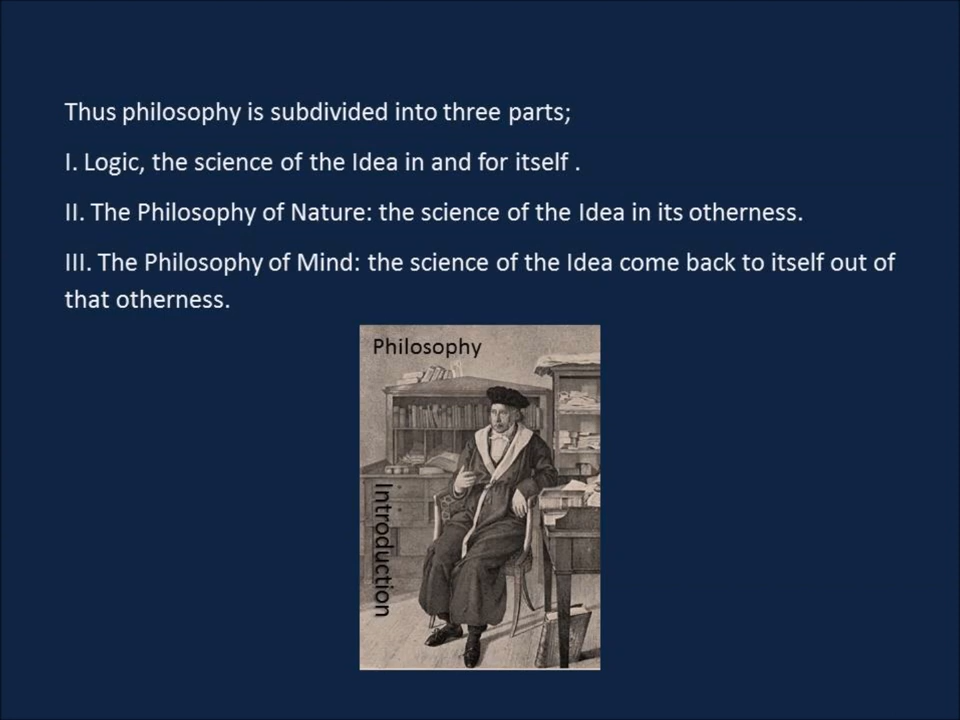 Thus philosophy is subdivided into three parts;
I. Logic, the science of the Idea in and for itself .
II. The Philosophy of Nature: the science of the Idea in its otherness.
III. The Philosophy of Mind: the science of the Idea come back to itself out of
that otherness.
Philosophy
Introduction